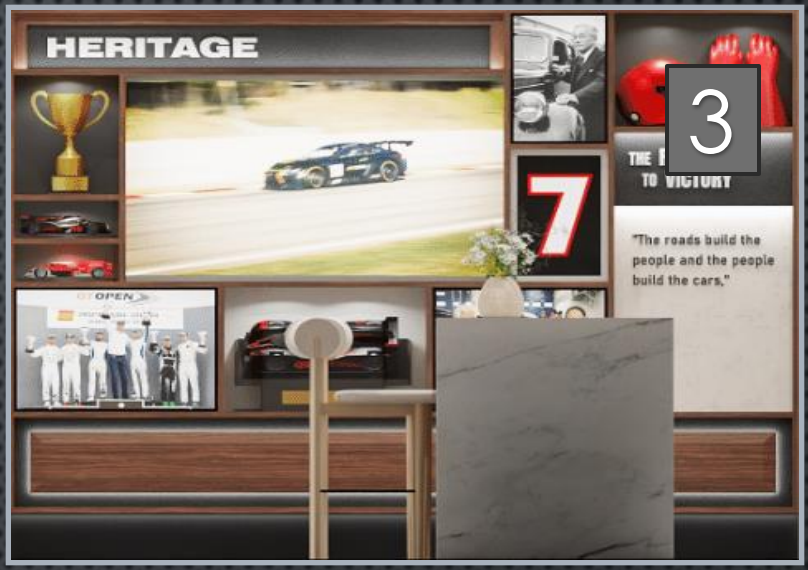 HERITAGE
3
THE
TO VICTORY
7
"The roads build the
people and the people
build the cars,"
GT OPEN